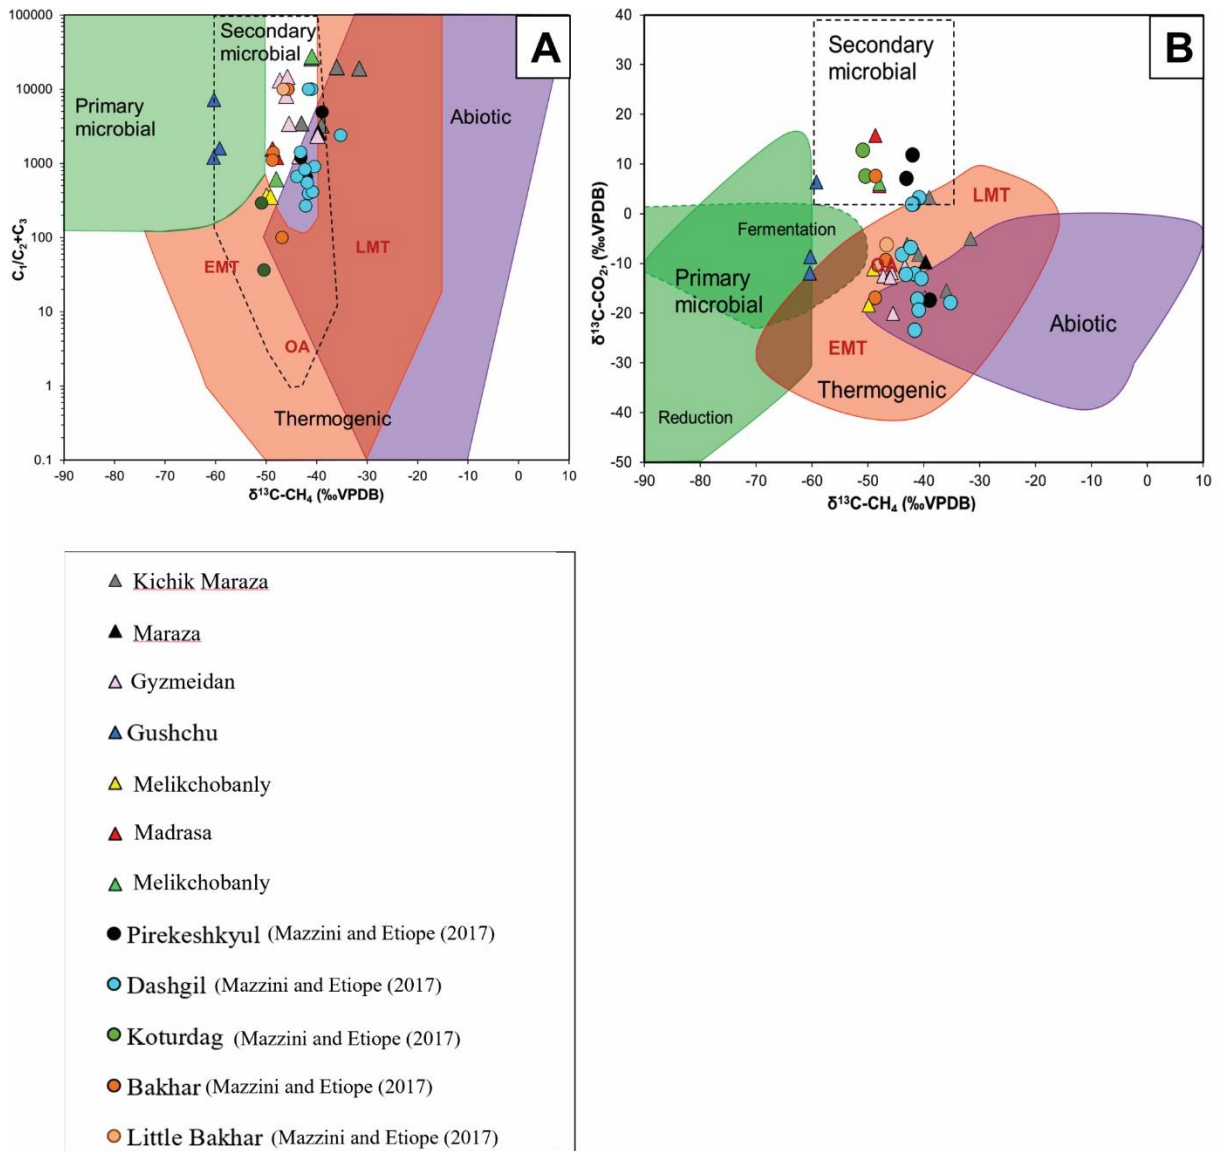 A
100000
10000
1000
100
10
1
0.1
C₁/C₂+C₃
Secondary
microbial
Primary
microbial
Abiotic
EMT
LMT
OA
Thermogenic
-90 -80 -70 -60 -50 -40 -30 -20 -10 0 10
δ¹³C-CH₄ (‰VPDB)
B
40
30
20
10
0
-10
-20
-30
-40
-50
δ¹³C-CO₂, (‰VPDB)
Secondary
microbial
LMT
Fermentation
OA
Primary
microbial
Abiotic
EMT
Thermogenic
Reduction
-90 -80 -70 -60 -50 -40 -30 -20 -10 0 10
δ¹³C-CH₄ (‰VPDB)
Kichik Maraza
Maraza
Gyzmeidan
Gushchu
Melikchobanly
Madrasa
Melikchobanly
Pirekeshkyul (Mazzini and Etiope (2017)
Dashgil (Mazzini and Etiope (2017)
Koturdag (Mazzini and Etiope (2017)
Bakhar (Mazzini and Etiope (2017)
Little Bakhar (Mazzini and Etiope (2017)